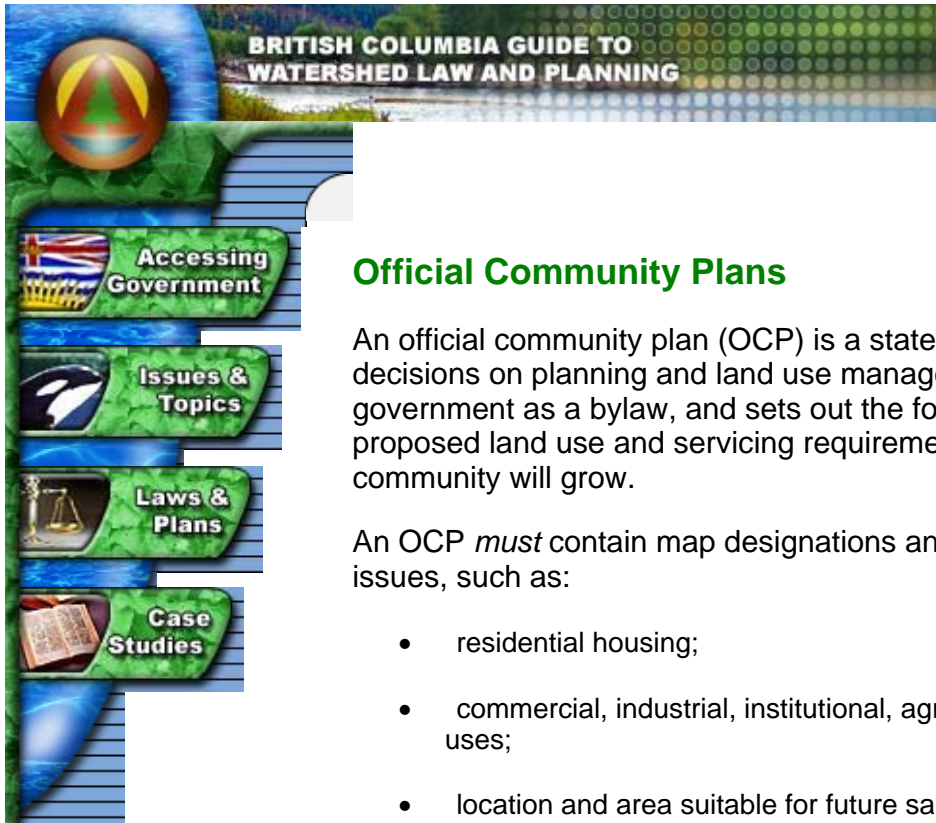 BRITISH COLUMBIA GUIDE TO
WATERSHED LAW AND PLANNING
Accessing
Government
Issues &
Topics
Laws &
Plans
Case
Studies
Official Community Plans
An official community plan (OCP) is a state
decisions on planning and land use manag
government as a bylaw, and sets out the fo
proposed land use and servicing requireme
community will grow.
An OCP must contain map designations an
issues, such as:
• residential housing;
• commercial, industrial, institutional, agr
uses;
• location and area suitable for future sa